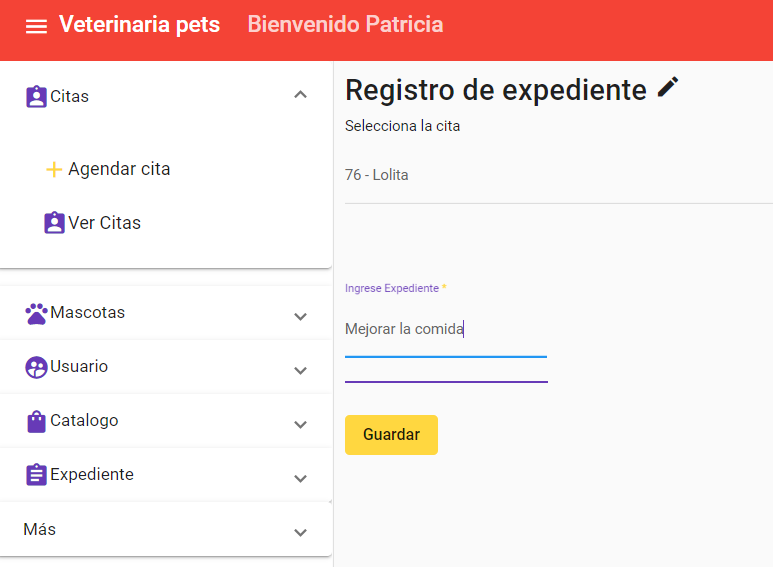 Veterinaria pets Bienvenido Patricia
Citas
Agendar cita
Ver Citas
Mascotas
Usuario
Catalogo
Expediente
Más
Registro de expediente
Selecciona la cita
76 - Lolita
Ingrese Expediente *
Mejorar la comida
Guardar